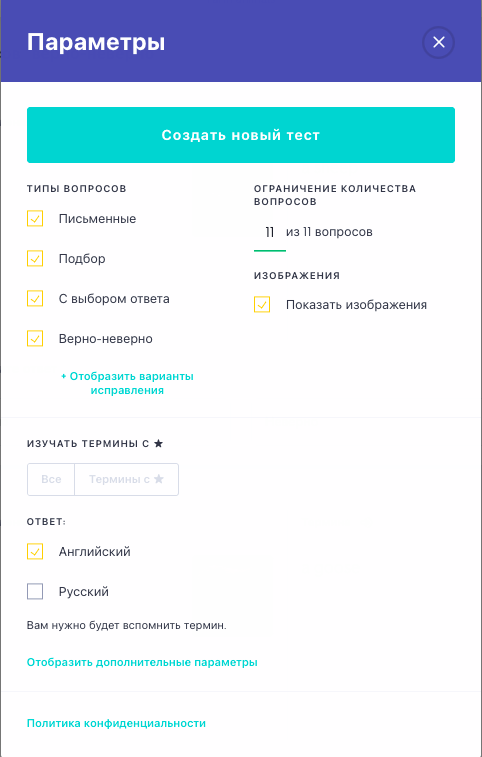 Параметры
Создать новый тест
ТИПЫ ВОПРОСОВ
Письменные
Подбор
С выбором ответа
Верно-неверно
+ Отобразить варианты
исправления
ОГРАНИЧЕНИЕ КОЛИЧЕСТВА
ВОПРОСОВ
11 из 11 вопросов
ИЗОБРАЖЕНИЯ
Показать изображения
ИЗУЧАТЬ ТЕРМИНЫ С ★
Все
Термины с ★
ОТВЕТ:
Английский
Русский
Вам нужно будет вспомнить термин.
Отобразить дополнительные параметры
Политика конфиденциальности